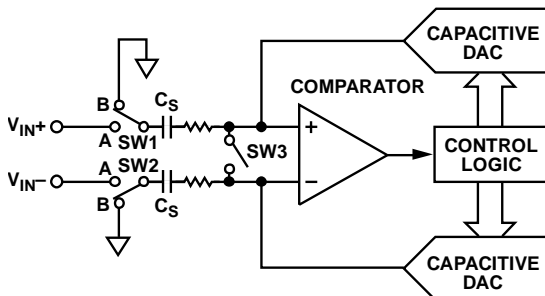 CAPACITIVE
DAC
COMPARATOR
B
CS
VIN+
A
SW1
+
SW3
CONTROL
LOGIC
A
SW2
VIN−
−
B
CS
CAPACITIVE
DAC